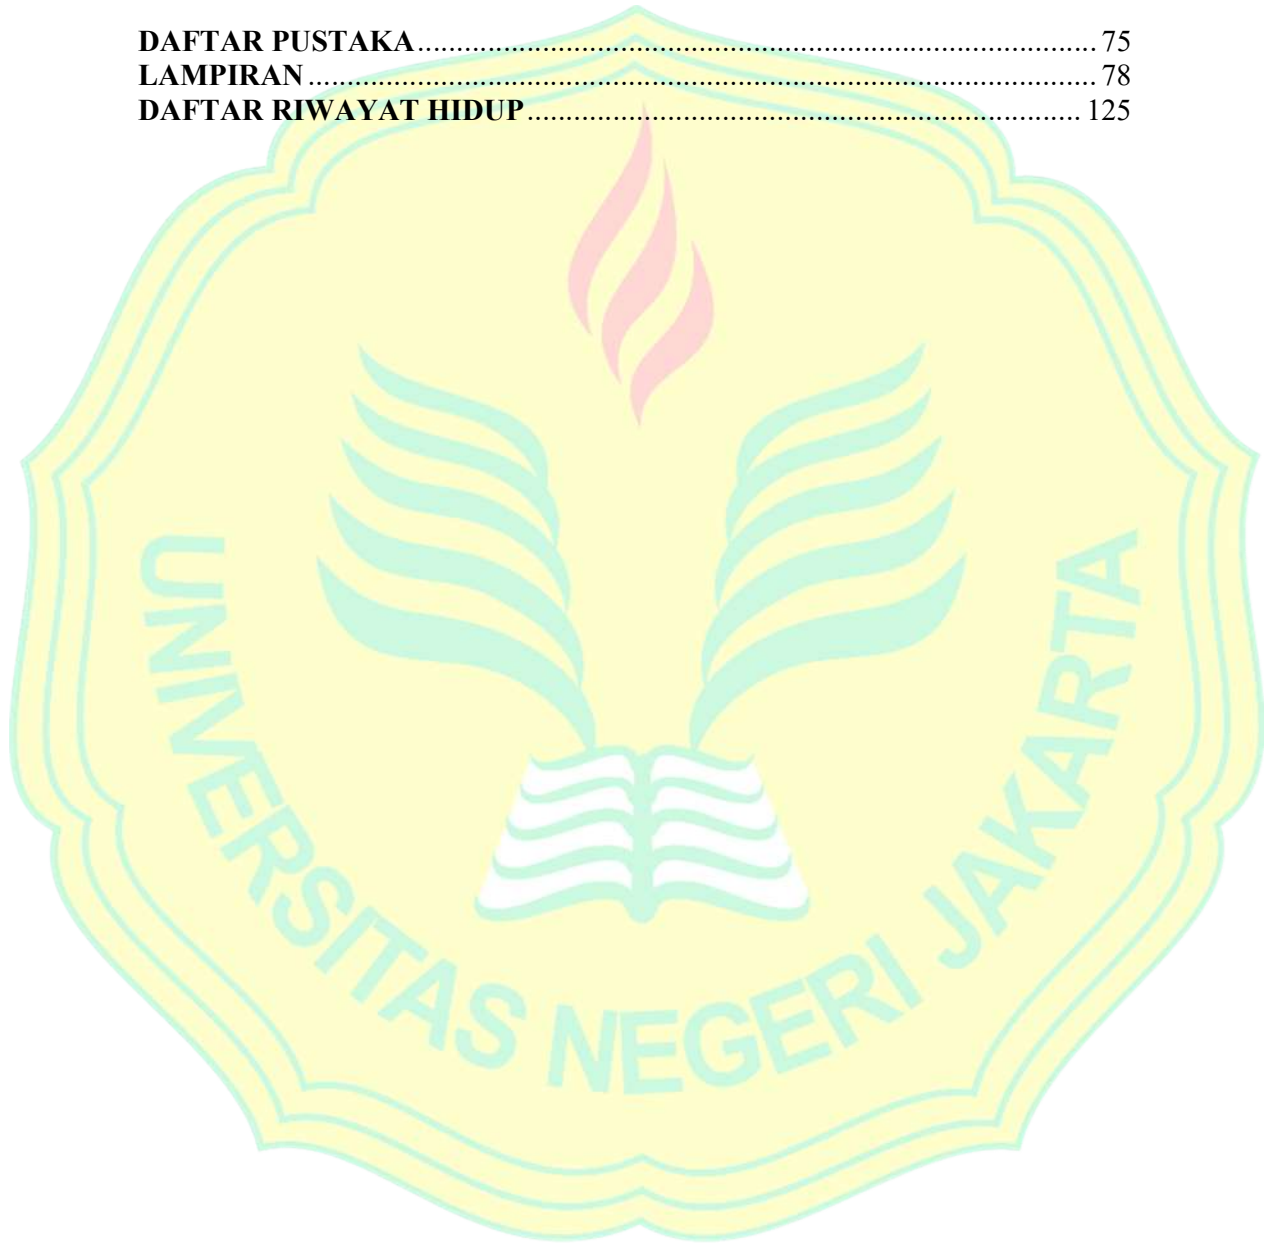 DAFTAR PUSTAKA........................................................................................ 75
LAMPIRAN...................................................................................................... 78
DAFTAR RIWAYAT HIDUP........................................................................ 125
UNIVERSITAS NEGERI JAKARTA